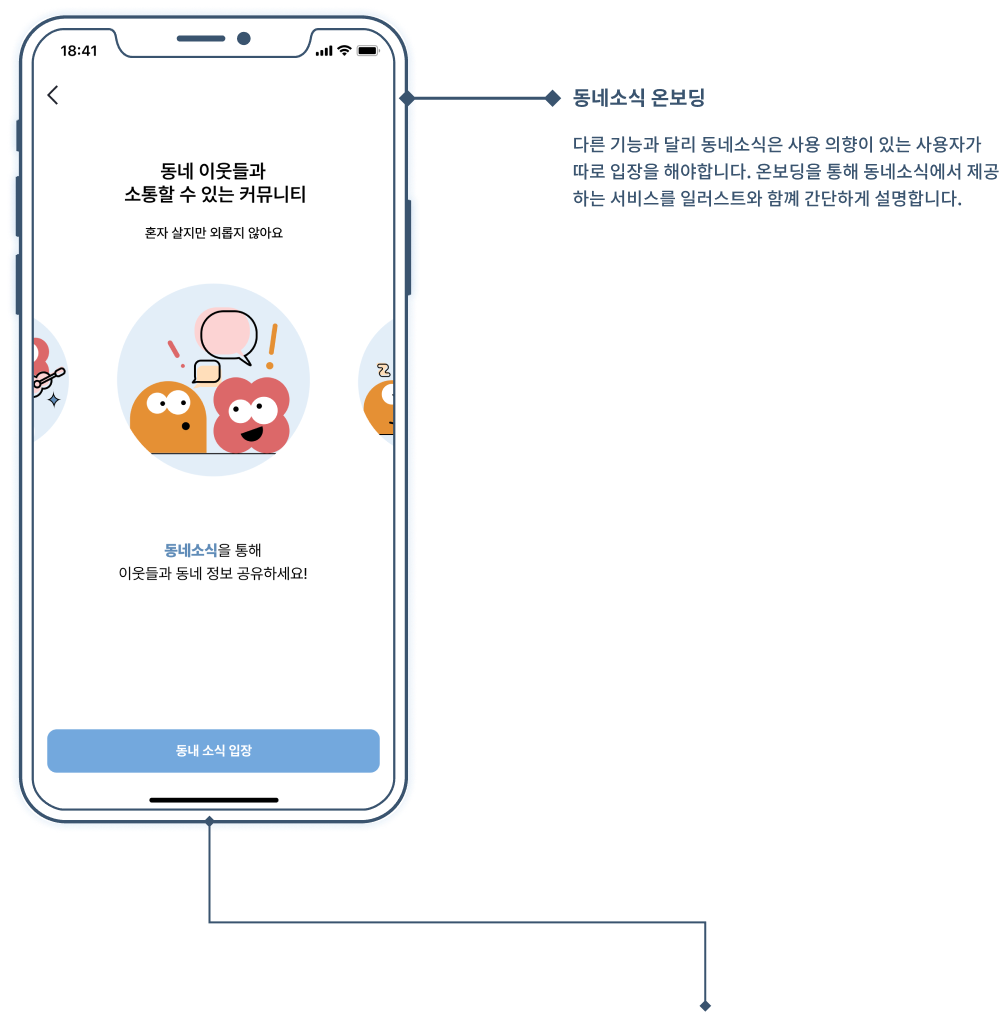 18:41
동네 이웃들과
소통할 수 있는 커뮤니티
혼자 살지만 외롭지 않아요
동네소식을 통해
이웃들과 동네 정보 공유하세요!
동내 소식 입장
동네소식 온보딩
다른 기능과 달리 동네소식은 사용 의향이 있는 사용자가
따로 입장을 해야합니다. 온보딩을 통해 동네소식에서 제공
하는 서비스를 일러스트와 함께 간단하게 설명합니다.